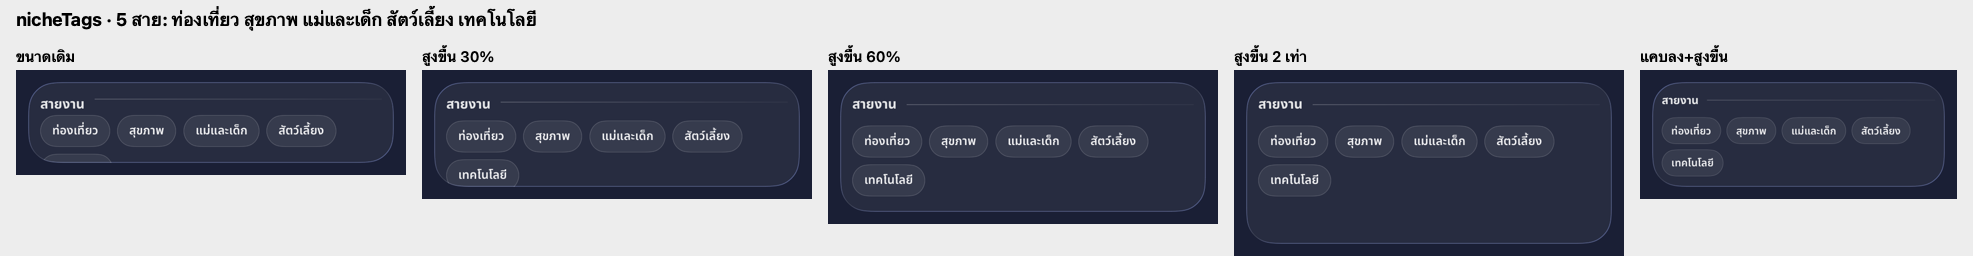 nicheTags · 5 สาย: ท่องเที่ยว สุขภาพ แม่และเด็ก สัตว์เลี้ยง เทคโนโลยี
ขนาดเดิม
สายงาน
ท่องเที่ยว สุขภาพ แม่และเด็ก สัตว์เลี้ยง
สูงขึ้น 30%
สายงาน
ท่องเที่ยว สุขภาพ แม่และเด็ก สัตว์เลี้ยง
เทคโนโลยี
สูงขึ้น 60%
สายงาน
ท่องเที่ยว สุขภาพ แม่และเด็ก สัตว์เลี้ยง
เทคโนโลยี
สูงขึ้น 2 เท่า
สายงาน
ท่องเที่ยว สุขภาพ แม่และเด็ก สัตว์เลี้ยง
เทคโนโลยี
แคบลง+สูงขึ้น
สายงาน
ท่องเที่ยว สุขภาพ แม่และเด็ก สัตว์เลี้ยง
เทคโนโลยี